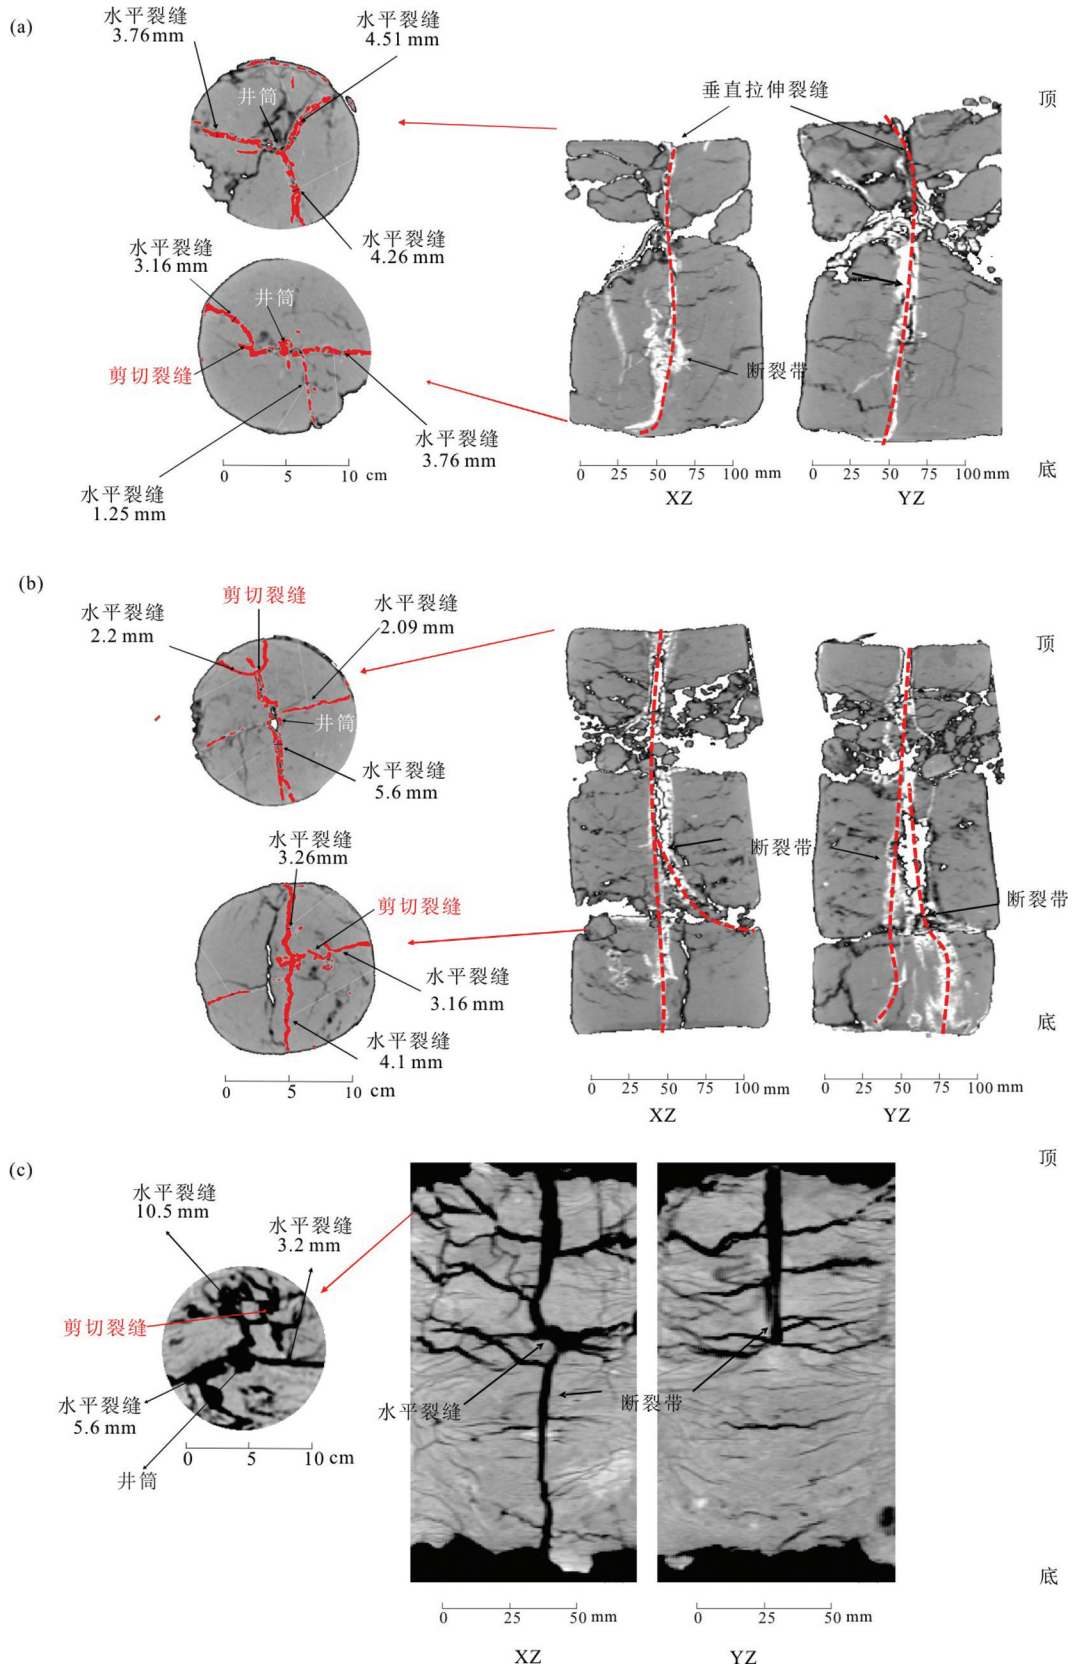 (a)
水平裂缝
3.76 mm
水平裂缝
4.51 mm
井筒
水平裂缝
4.26 mm
水平裂缝
3.16 mm
井筒
剪切裂缝
水平裂缝
3.76 mm
水平裂缝
1.25 mm
0 5 10 cm
垂直拉伸裂缝
顶
断裂带
底
0 25 50 75 100 mm
XZ
0 25 50 75 100 mm
YZ
(b)
剪切裂缝
水平裂缝
2.2 mm
水平裂缝
2.09 mm
井筒
水平裂缝
5.6 mm
水平裂缝
3.26mm
剪切裂缝
水平裂缝
3.16 mm
水平裂缝
4.1 mm
0 5 10 cm
顶
断裂带
断裂带
底
0 25 50 75 100 mm
XZ
0 25 50 75 100 mm
YZ
(c)
水平裂缝
10.5 mm
水平裂缝
3.2 mm
剪切裂缝
水平裂缝
5.6 mm
井筒
0 5 10 cm
顶
水平裂缝
断裂带
底
0 25 50 mm
XZ
0 25 50 mm
YZ